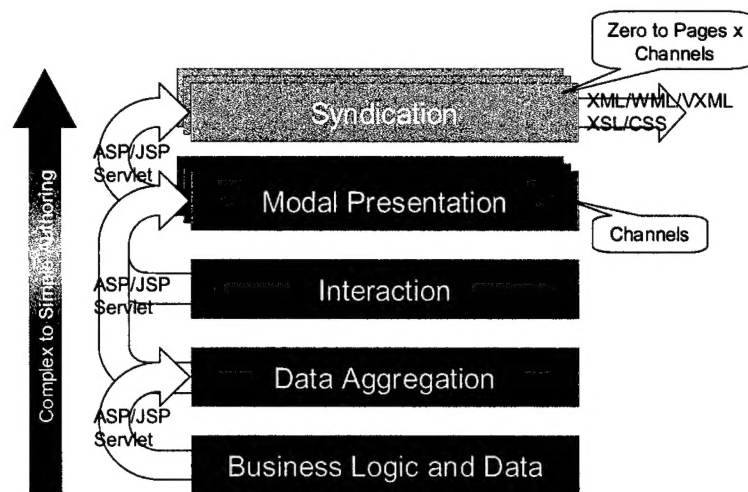 Zero to Pages x
Channels
Syndication
XML/WML/VXML
XSL/CSS
ASP/JSP
Servlet
Modal Presentation
Channels
ASP/JSP
Servlet
Interaction
Data Aggregation
ASP/JSP
Servlet
Business Logic and Data
Complex to Simple Authoring